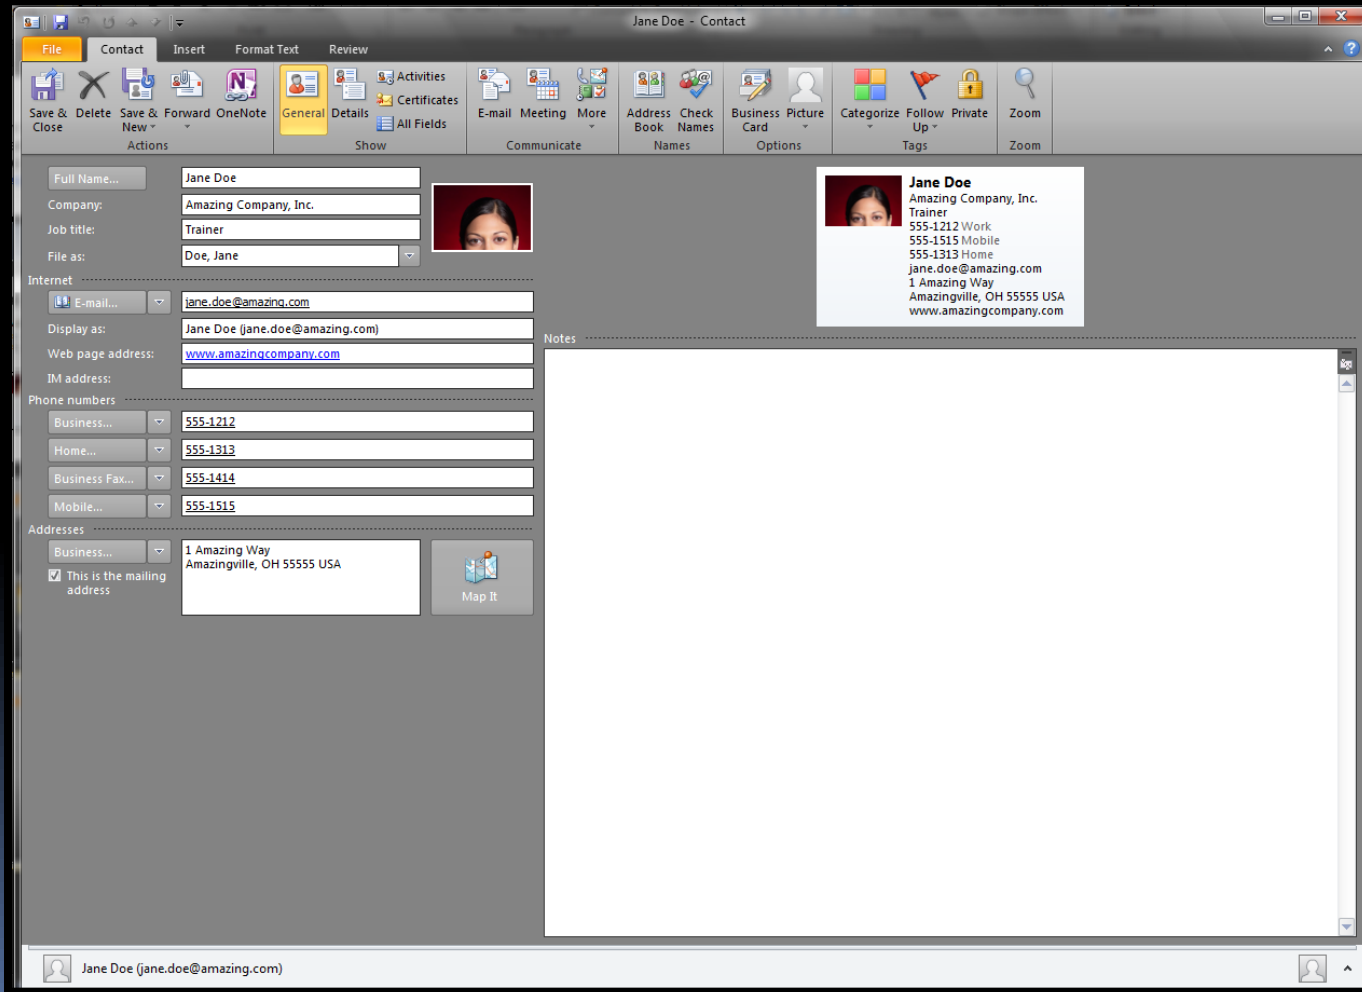 Jane Doe - Contact
File Contact Insert Format Text Review
Save & Close
Delete
Save & New
Forward
OneNote
Actions
General
Details
Activities
Certificates
All Fields
Show
E-mail
Meeting
More
Communicate
Address Book
Check Names
Names
Business Card
Picture
Options
Categorize
Follow Up
Private
Tags
Zoom
Zoom
Full Name... Jane Doe
Company: Amazing Company, Inc.
Job title: Trainer
File as: Doe, Jane
Internet
E-mail... jane.doe@amazing.com
Display as: Jane Doe (jane.doe@amazing.com)
Web page address: www.amazingcompany.com
IM address:
Phone numbers
Business... 555-1212
Home... 555-1313
Business Fax... 555-1414
Mobile... 555-1515
Addresses
Business... 1 Amazing Way
Amazingville, OH 55555 USA
This is the mailing
address
Map It
Jane Doe
Amazing Company, Inc.
Trainer
555-1212 Work
555-1515 Mobile
555-1313 Home
jane.doe@amazing.com
1 Amazing Way
Amazingville, OH 55555 USA
www.amazingcompany.com
Notes
Jane Doe (jane.doe@amazing.com)